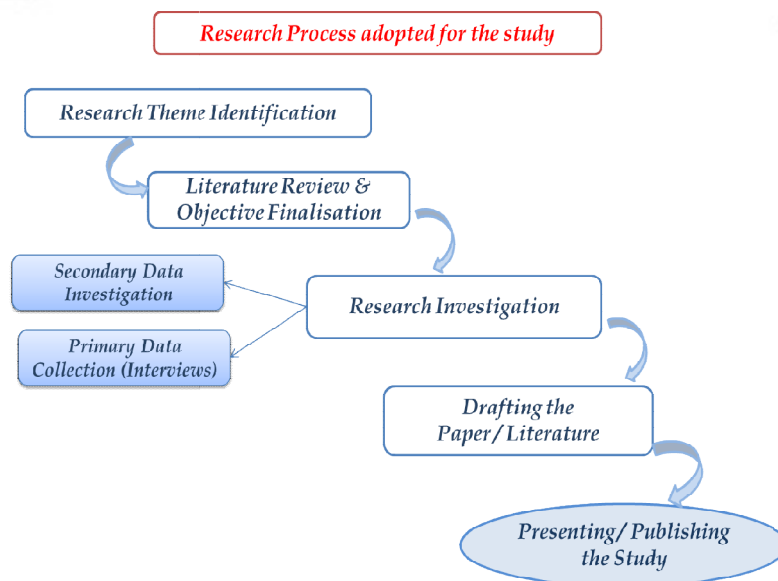 Research Process adopted for the study
Research Theme Identification
Literature Review &
Objective Finalisation
Secondary Data
Investigation
Research Investigation
Primary Data
Collection (Interviews)
Drafting the
Paper / Literature
Presenting / Publishing
the Study